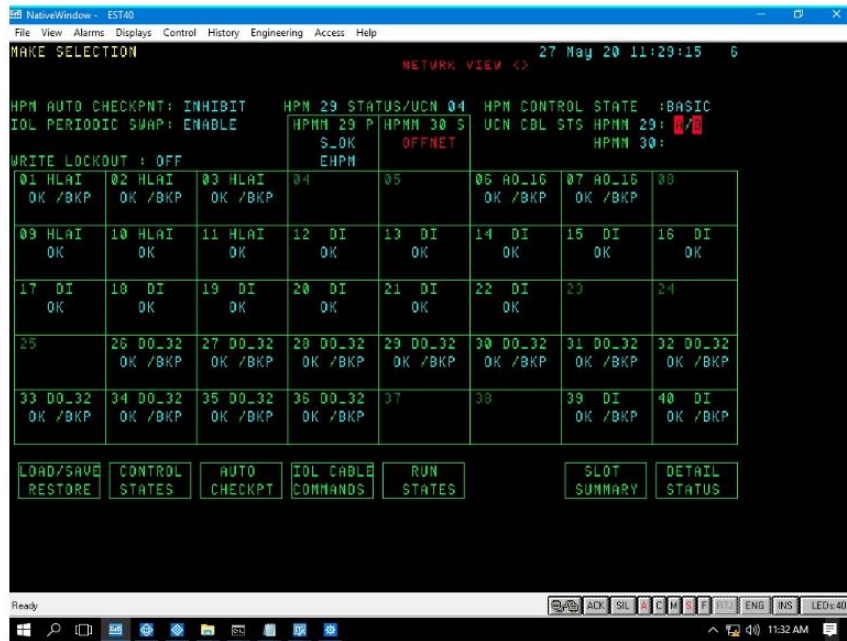 NativeWindow - EST40
File View Alarms Displays Control History Engineering Access Help
MAKE SELECTION 27 May 20 11:29:15 6
NETWRK VIEW <>
HPM AUTO CHECKPNT: INHIBIT HPM 29 STATUS/UCN 04 HPM CONTROL STATE :BASIC
IOL PERIODIC SWAP: ENABLE HPMM 29 P HPMM 30 S UCN CBL STS HPMM 29: A/B
S_OK OFFNET HPMM 30:
WRITE LOCKOUT : OFF EHPM
01 HLAI 02 HLAI 03 HLAI 04 05 06 AO_16 07 AO_16 08
OK /BKP OK /BKP OK /BKP OK /BKP OK /BKP
09 HLAI 10 HLAI 11 HLAI 12 DI 13 DI 14 DI 15 DI 16 DI
OK OK OK OK OK OK OK OK
17 DI 18 DI 19 DI 20 DI 21 DI 22 DI 23 24
OK OK OK OK OK OK
25 26 DO_32 27 DO_32 28 DO_32 29 DO_32 30 DO_32 31 DO_32 32 DO_32
OK /BKP OK /BKP OK /BKP OK /BKP OK /BKP OK /BKP OK /BKP
33 DO_32 34 DO_32 35 DO_32 36 DO_32 37 38 39 DI 40 DI
OK /BKP OK /BKP OK /BKP OK /BKP OK /BKP OK /BKP
LOAD/SAVE CONTROL AUTO IOL CABLE RUN SLOT DETAIL
RESTORE STATES CHECKPT COMMANDS STATES SUMMARY STATUS
Ready ACK SIL A C M S F RTJ ENG INS LEDs:40
11:32 AM